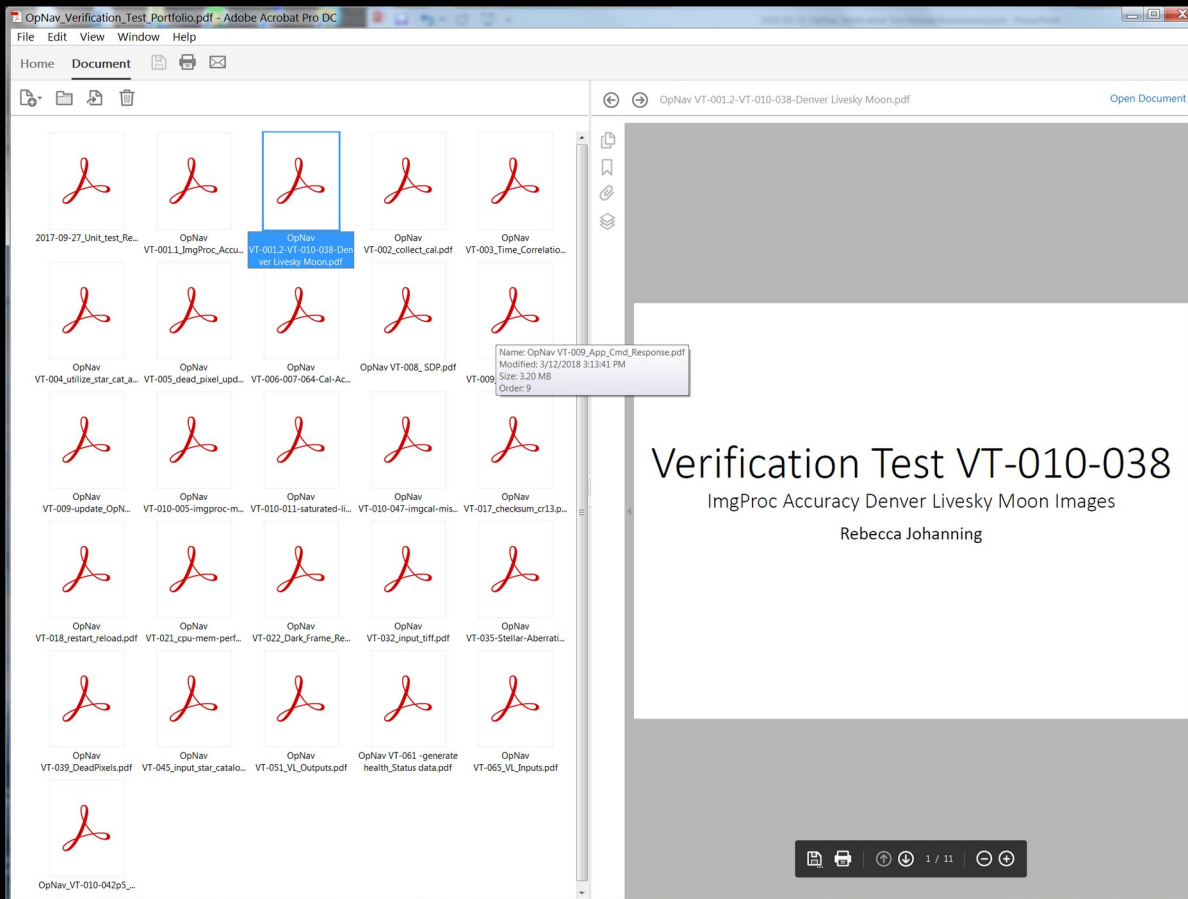 OpNav_Verification_Test_Portfolio.pdf - Adobe Acrobat Pro DC
File Edit View Window Help
Home Document
OpNav VT-001.2-VT-010-038-Denver Livesky Moon.pdf
Open Document
2017-09-27_Unit_test_Re...
OpNav
VT-001.1_ImgProc_Accu...
OpNav
VT-001.2-VT-010-038-Den
ver Livesky Moon.pdf
OpNav
VT-002_collect_cal.pdf
OpNav
VT-003_Time_Correlatio...
OpNav
VT-004_utilize_star_cat_a...
OpNav
VT-005_dead_pixel_upd...
OpNav
VT-006-007-064-Cal-Ac...
OpNav VT-008_ SDP.pdf
VT-009
Name: OpNav VT-009_App_Cmd_Response.pdf
Modified: 3/12/2018 3:13:41 PM
Size: 3.20 MB
Order: 9
OpNav
VT-009-update_OpN...
OpNav
VT-010-005-imgproc-m...
OpNav
VT-010-011-saturated-li...
OpNav
VT-010-047-imgcal-mis...
OpNav
VT-017_checksum_cr13.p...
OpNav
VT-018_restart_reload.pdf
OpNav
VT-021_cpu-mem-perf...
OpNav
VT-022_Dark_Frame_Re...
OpNav
VT-032_input_tiff.pdf
OpNav
VT-035-Stellar-Aberrati...
OpNav
VT-039_DeadPixels.pdf
OpNav
VT-045_input_star_catalo...
OpNav
VT-051_VL_Outputs.pdf
OpNav VT-061 -generate
health_Status data.pdf
OpNav
VT-065_VL_Inputs.pdf
OpNav_VT-010-042p5_...
Verification Test VT-010-038
ImgProc Accuracy Denver Livesky Moon Images
Rebecca Johanning
1 / 11